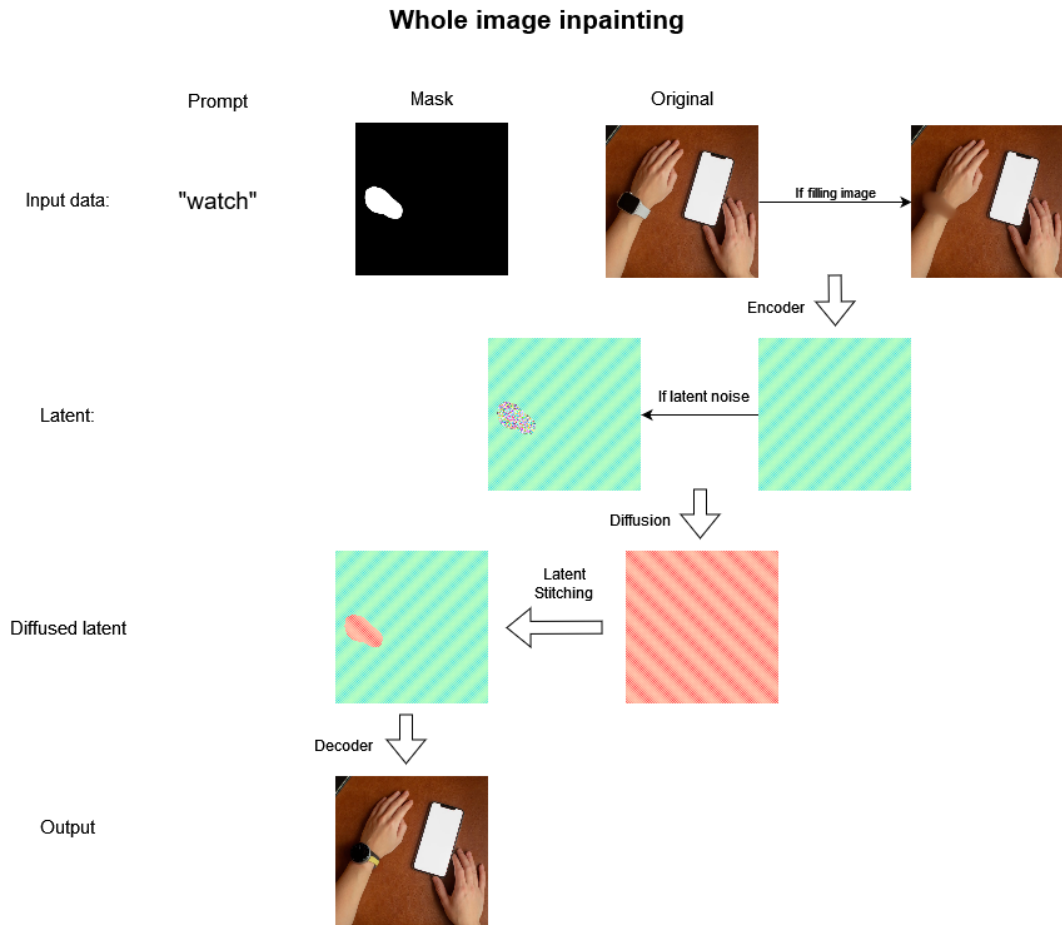 Whole image inpainting
Prompt
Mask
Original
Input data:
"watch"
If filling image
Encoder
Latent:
If latent noise
Diffusion
Latent
Stitching
Diffused latent
Decoder
Output